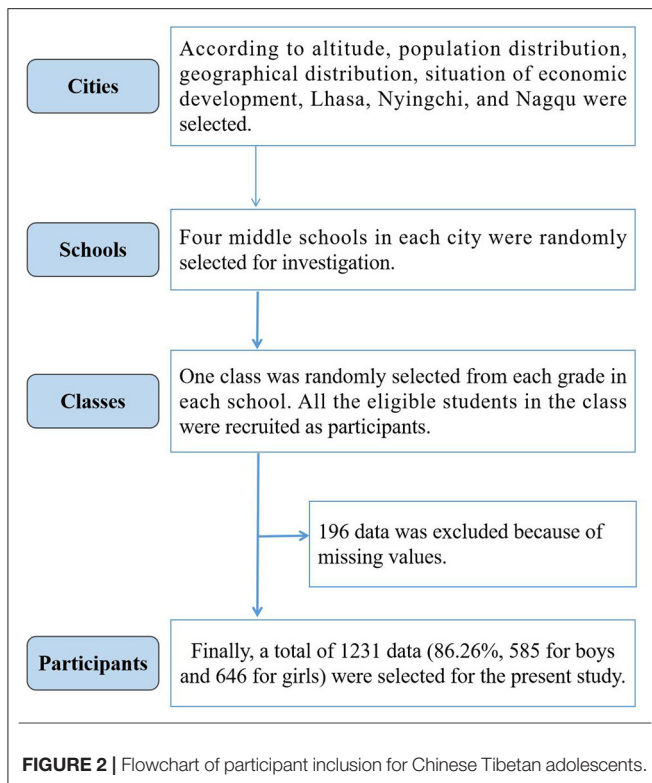 Cities
According to altitude, population distribution,
geographical distribution, situation of economic
development, Lhasa, Nyingchi, and Nagqu were
selected.
Schools
Four middle schools in each city were randomly
selected for investigation.
Classes
One class was randomly selected from each grade in
each school. All the eligible students in the class
were recruited as participants.
196 data was excluded because of
missing values.
Participants
Finally, a total of 1231 data (86.26%, 585 for boys
and 646 for girls) were selected for the present study.
FIGURE 2 | Flowchart of participant inclusion for Chinese Tibetan adolescents.